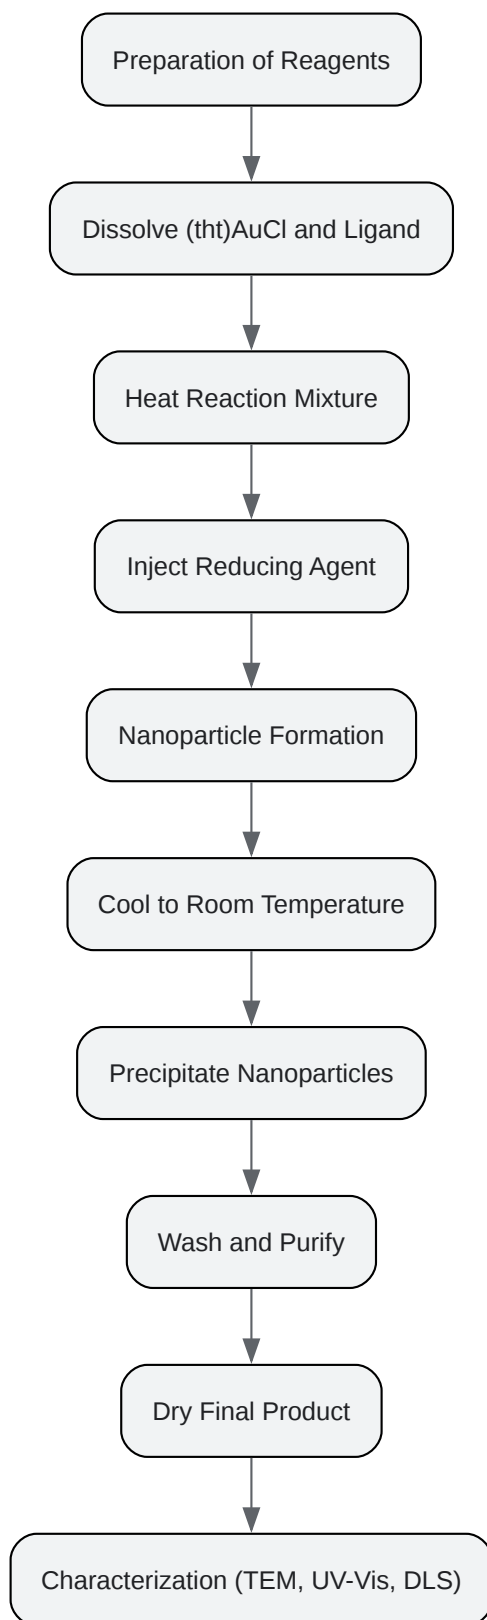 Preparation of Reagents
Dissolve (tht)AuCl and Ligand
Heat Reaction Mixture
Inject Reducing Agent
Nanoparticle Formation
Cool to Room Temperature
Precipitate Nanoparticles
Wash and Purify
Dry Final Product
Characterization (TEM, UV-Vis, DLS)